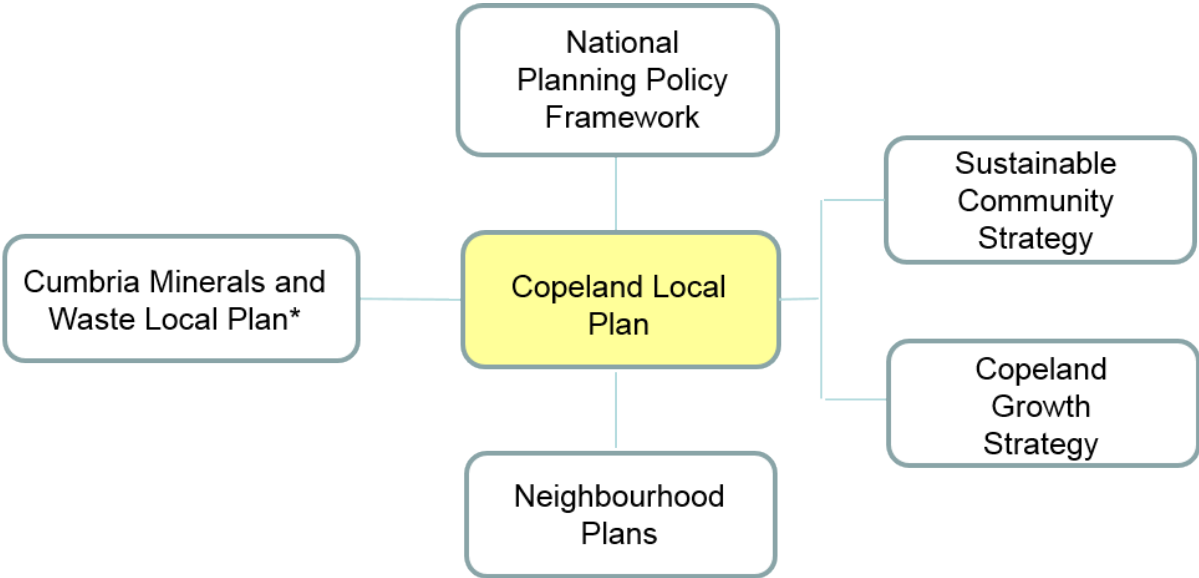 National
Planning Policy
Framework
Sustainable
Community
Strategy
Cumbria Minerals and
Waste Local Plan*
Copeland Local
Plan
Copeland
Growth
Strategy
Neighbourhood
Plans